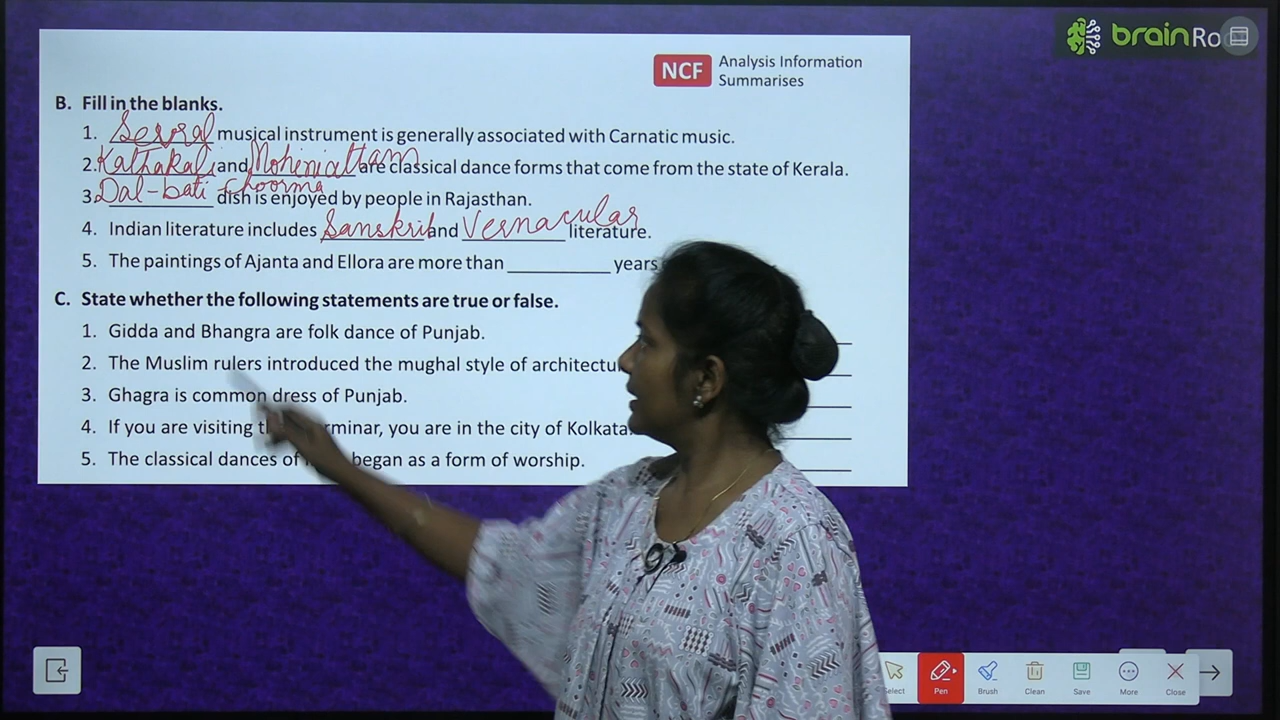 brainRo
NCF Analysis Information
Summarises
B. Fill in the blanks.
1. musical instrument is generally associated with Carnatic music.
2. Kathakali and Mohiniattam are classical dance forms that come from the state of Kerala.
3. Dal-bati Choorma dish is enjoyed by people in Rajasthan.
4. Indian literature includes Sanskrit and Vernacular literature.
5. The paintings of Ajanta and Ellora are more than __________ years
C. State whether the following statements are true or false.
1. Gidda and Bhangra are folk dance of Punjab.
2. The Muslim rulers introduced the mughal style of architectu
3. Ghagra is common dress of Punjab.
4. If you are visiting minar, you are in the city of Kolkata.
5. The classical dances of began as a form of worship.
elect Pen Brush Clean Save More Close